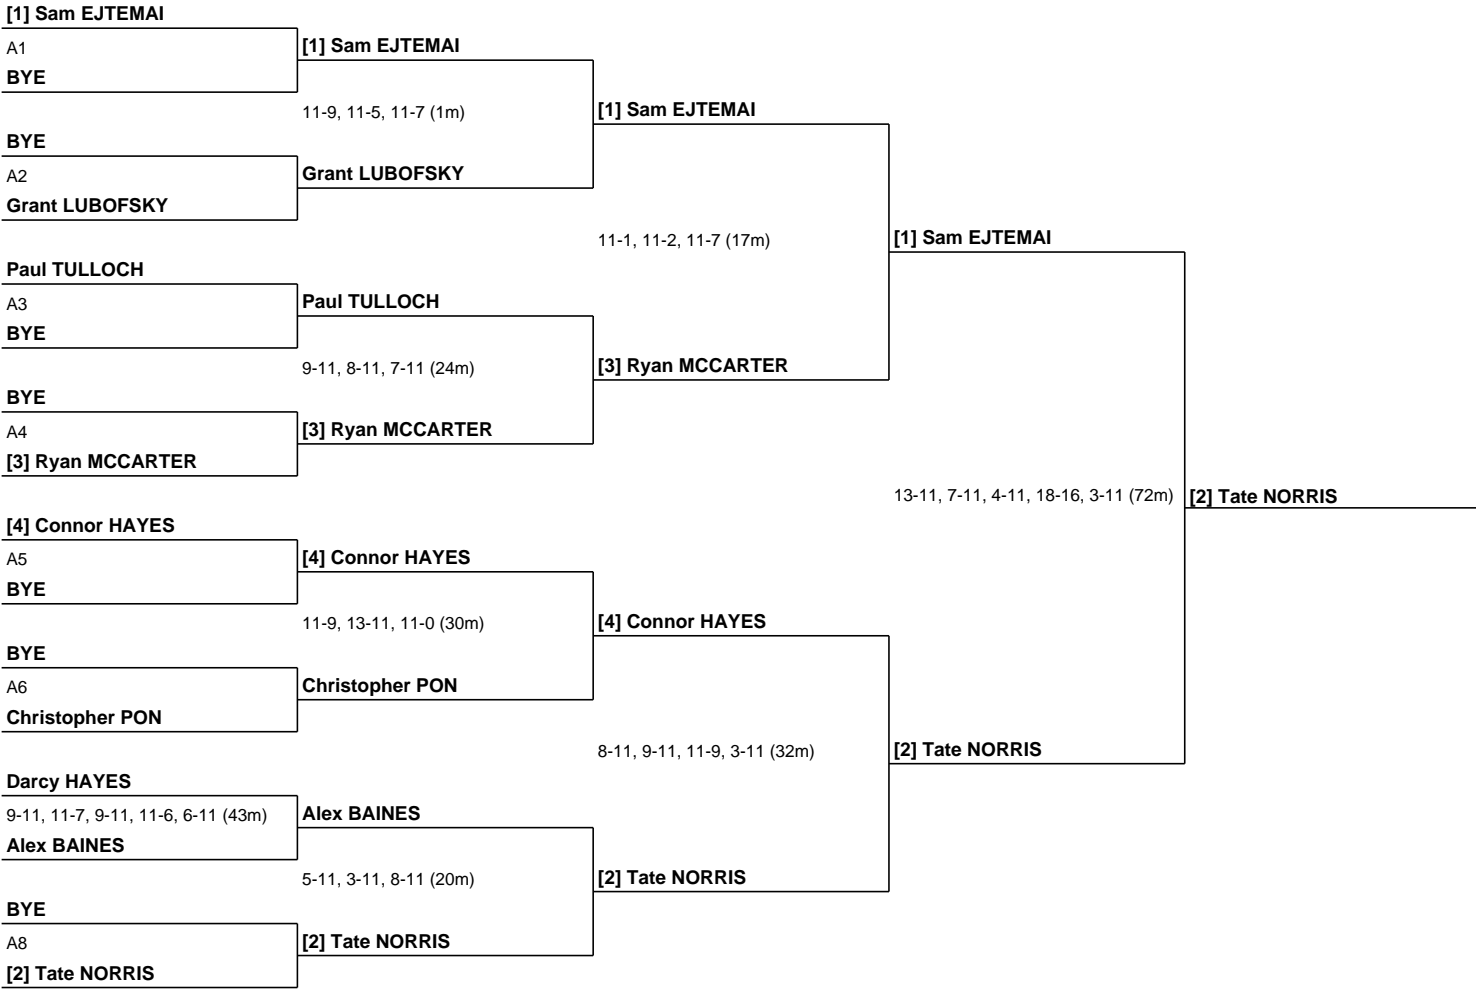 [1] Sam EJTEMAI
A1
BYE
BYE
A2
Grant LUBOFSKY
Paul TULLOCH
A3
BYE
BYE
A4
[3] Ryan MCCARTER
[4] Connor HAYES
A5
BYE
BYE
A6
Christopher PON
Darcy HAYES
9-11, 11-7, 9-11, 11-6, 6-11 (43m)
Alex BAINES
BYE
A8
[2] Tate NORRIS
[1] Sam EJTEMAI
11-9, 11-5, 11-7 (1m)
Grant LUBOFSKY
Paul TULLOCH
9-11, 8-11, 7-11 (24m)
[3] Ryan MCCARTER
[4] Connor HAYES
11-9, 13-11, 11-0 (30m)
Christopher PON
Alex BAINES
5-11, 3-11, 8-11 (20m)
[2] Tate NORRIS
[1] Sam EJTEMAI
11-1, 11-2, 11-7 (17m)
[3] Ryan MCCARTER
[4] Connor HAYES
8-11, 9-11, 11-9, 3-11 (32m)
[2] Tate NORRIS
[1] Sam EJTEMAI
13-11, 7-11, 4-11, 18-16, 3-11 (72m)
[2] Tate NORRIS
[2] Tate NORRIS